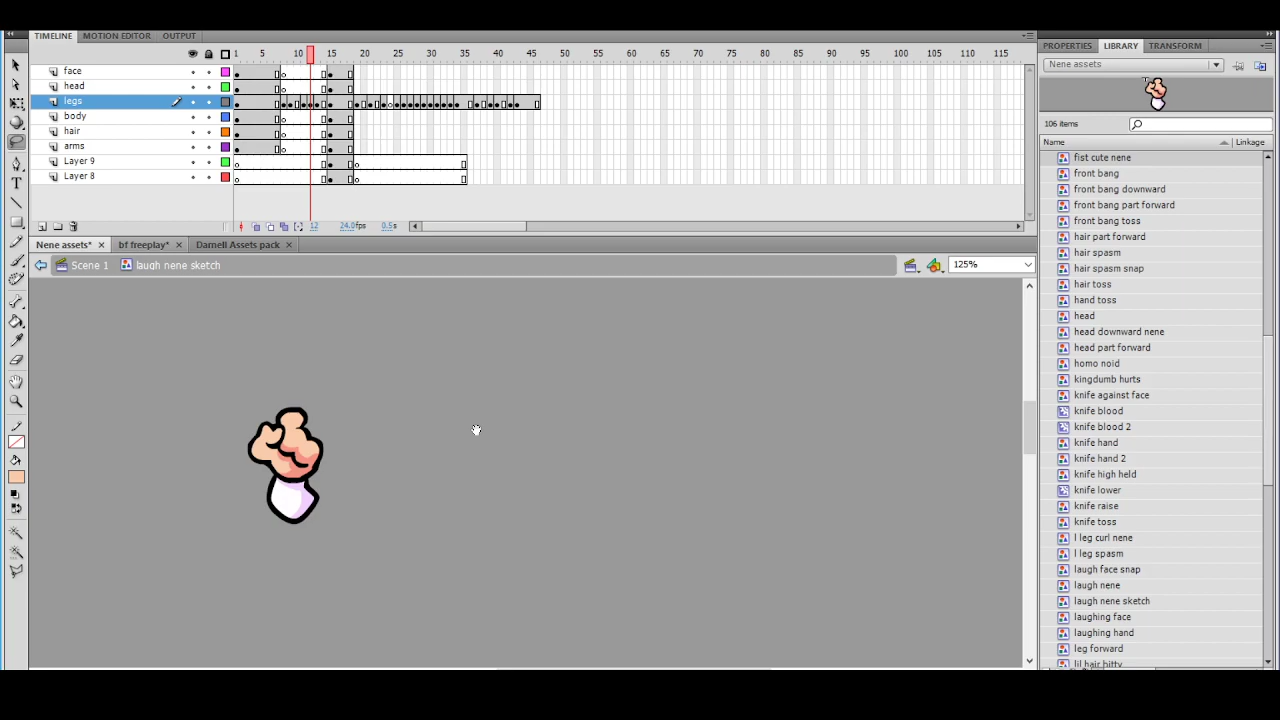 TIMELINE MOTION EDITOR OUTPUT
1 5 10 15 20 25 30 35 40 45 50 55 60 65 70 75 80 85 90 95 100 105 110 115
face
head
legs
body
hair
arms
Layer 9
Layer 8
12 24.0fps 0.5s
Nene assets* bf freeplay* Darnell Assets pack
Scene 1 laugh nene sketch 125%
PROPERTIES LIBRARY TRANSFORM
Nene assets
106 items
Name Linkage
fist cute nene
front bang
front bang downward
front bang part forward
front bang toss
hair part forward
hair spasm
hair spasm snap
hair toss
hand toss
head
head downward nene
head part forward
homo noid
kingdumb hurts
knife against face
knife blood
knife blood 2
knife hand
knife hand 2
knife high held
knife lower
knife raise
knife toss
l leg curl nene
l leg spasm
laugh face snap
laugh nene
laugh nene sketch
laughing face
laughing hand
leg forward
lil hair bitty